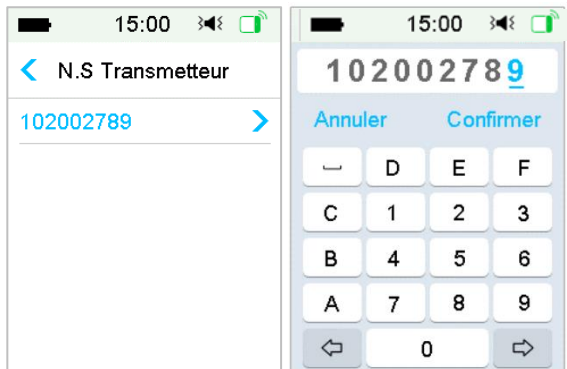 15:00
N.S Transmetteur
102002789
15:00
102002789
Annuler Confirmer
D E F
C 1 2 3
B 4 5 6
A 7 8 9
0